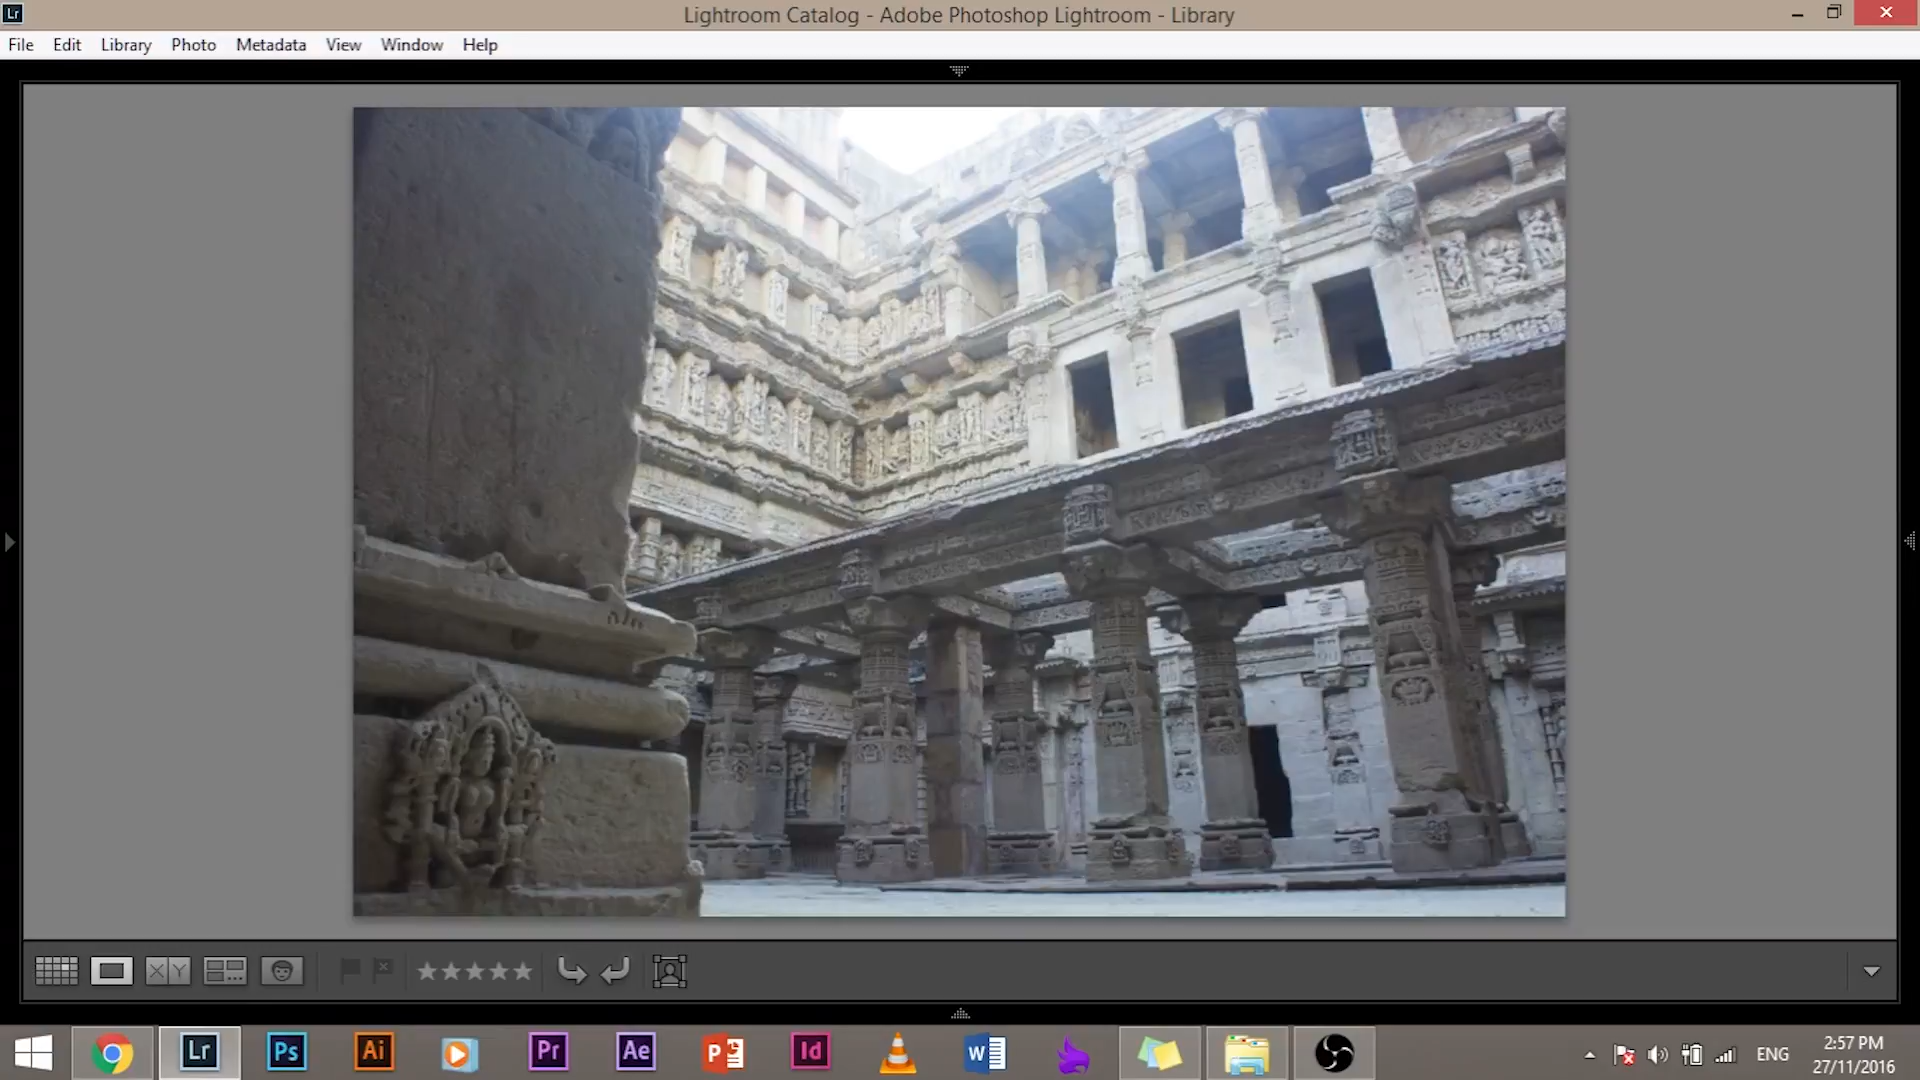 Lr
Lightroom Catalog - Adobe Photoshop Lightroom - Library
File Edit Library Photo Metadata View Window Help
X Y
Lr Ps Ai Pr Ae P Id W
ENG
2:57 PM
27/11/2016